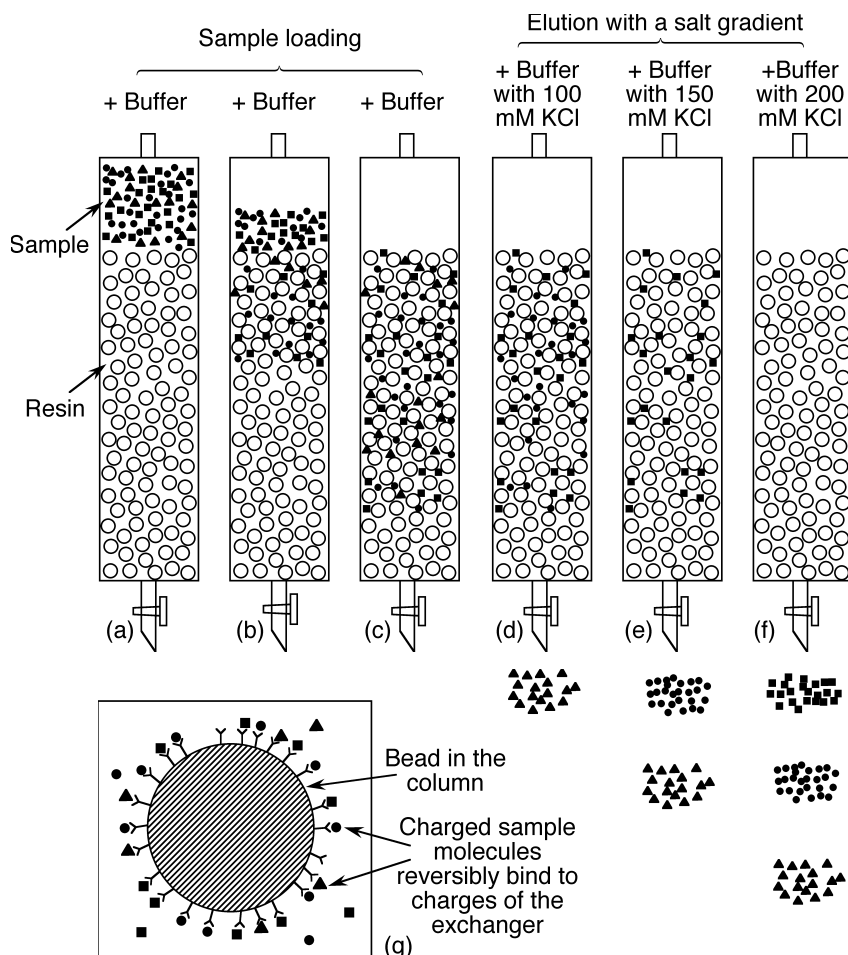 Sample loading
Elution with a salt gradient
+ Buffer
+ Buffer
+ Buffer
+ Buffer
with 100
mM KCl
+ Buffer
with 150
mM KCl
+Buffer
with 200
mM KCl
Sample
Resin
(a)
(b)
(c)
(d)
(e)
(f)
Bead in the
column
Charged sample
molecules
reversibly bind to
charges of the
exchanger
(g)